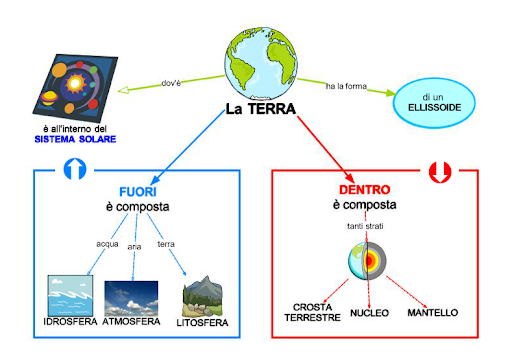 dov'è
ha la forma
di un
ELLISSOIDE
La TERRA
è all'interno del
SISTEMA SOLARE
FUORI
è composta
acqua
aria
terra
IDROSFERA
ATMOSFERA
LITOSFERA
DENTRO
è composta
tanti strati
CROSTA
TERRESTRE
NUCLEO
MANTELLO